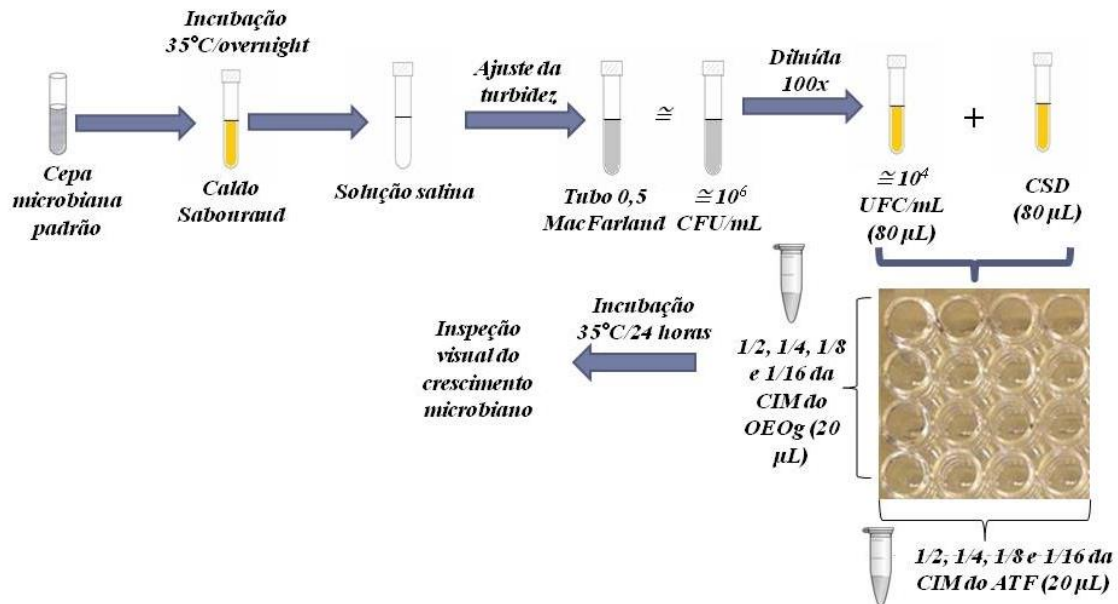 Incubação
35°C/overnight
Ajuste da
turbidez
Diluída
100x
≅
+
Cepa
microbiana
padrão
Caldo
Sabouraud
Solução salina
Tubo 0,5
MacFarland
≅10⁶
CFU/mL
≅10⁴
UFC/mL
(80 µL)
CSD
(80 µL)
Incubação
35°C/24 horas
Inspeção
visual do
crescimento
microbiano
1/2, 1/4, 1/8
e 1/16 da
CIM do
OEOg (20
µL)
1/2, 1/4, 1/8 e 1/16 da
CIM do ATF (20 µL)